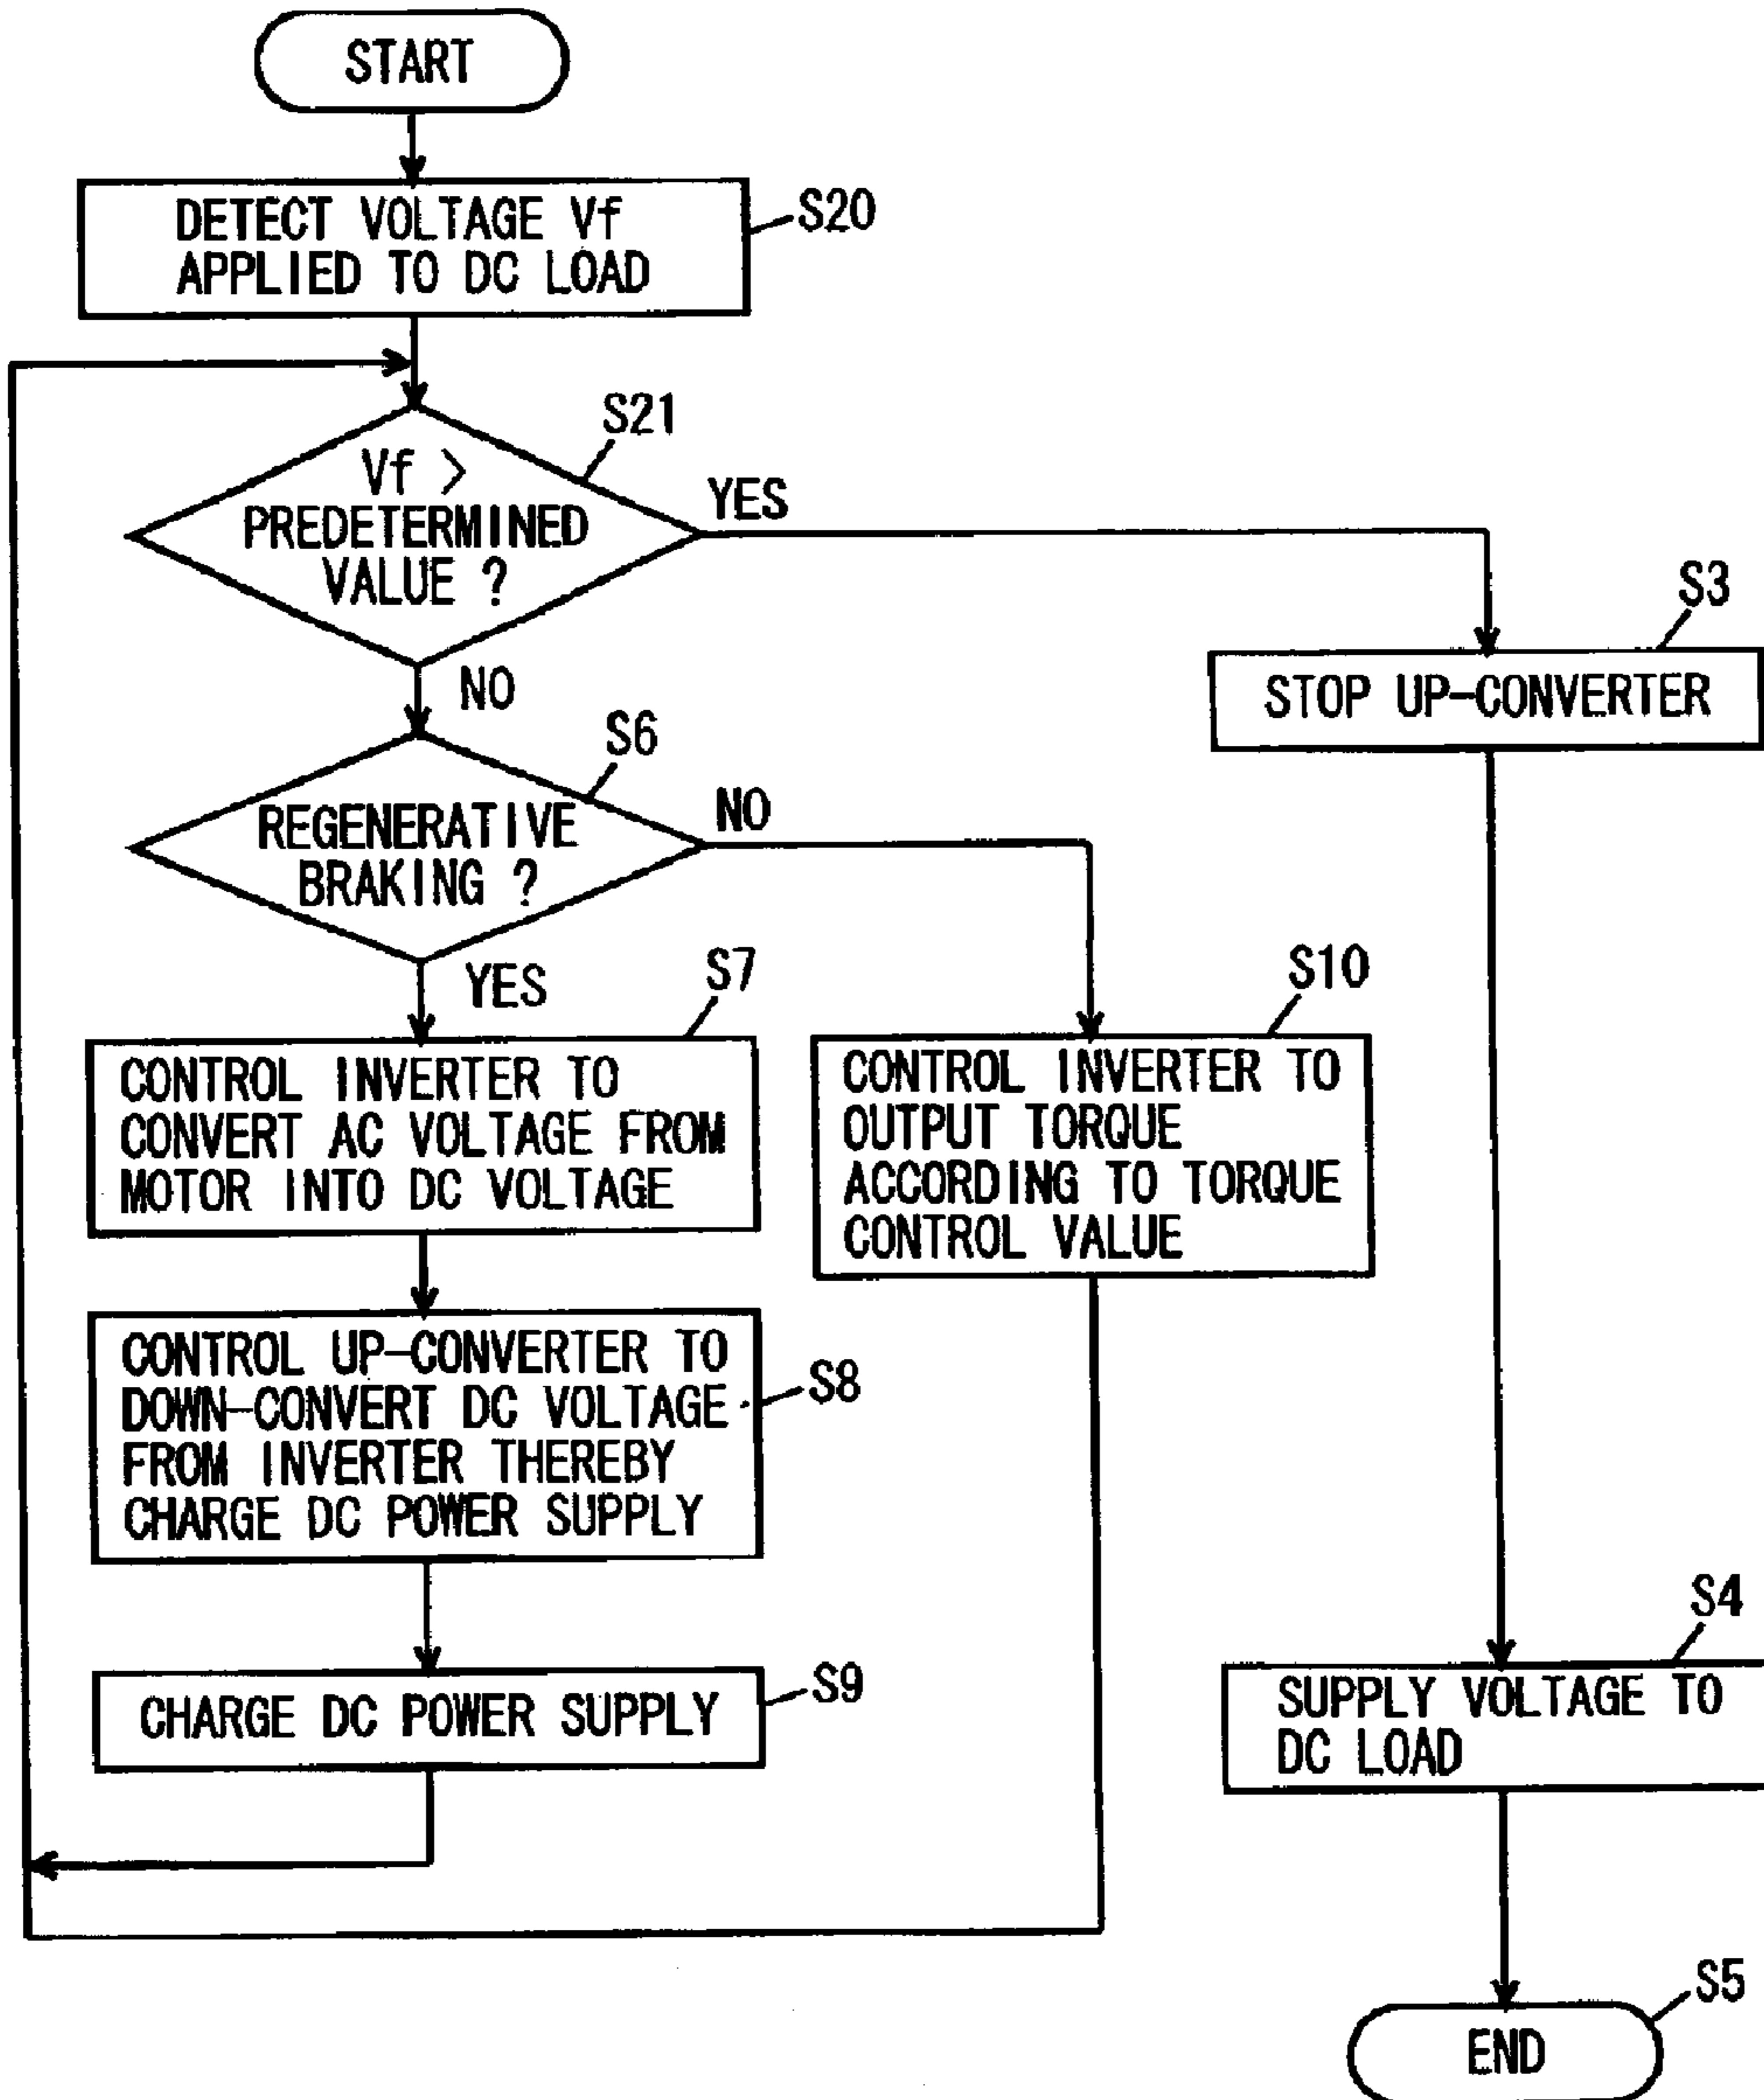 START
DETECT VOLTAGE Vf
APPLIED TO DC LOAD
S20
Vf >
PREDETERMINED
VALUE ?
S21
YES
NO
S3
STOP UP-CONVERTER
REGENERATIVE
BRAKING ?
S6
NO
YES
S7
CONTROL INVERTER TO
CONVERT AC VOLTAGE FROM
MOTOR INTO DC VOLTAGE
S10
CONTROL INVERTER TO
OUTPUT TORQUE
ACCORDING TO TORQUE
CONTROL VALUE
CONTROL UP-CONVERTER TO
DOWN-CONVERT DC VOLTAGE
FROM INVERTER THEREBY
CHARGE DC POWER SUPPLY
S8
CHARGE DC POWER SUPPLY
S9
S4
SUPPLY VOLTAGE TO
DC LOAD
S5
END